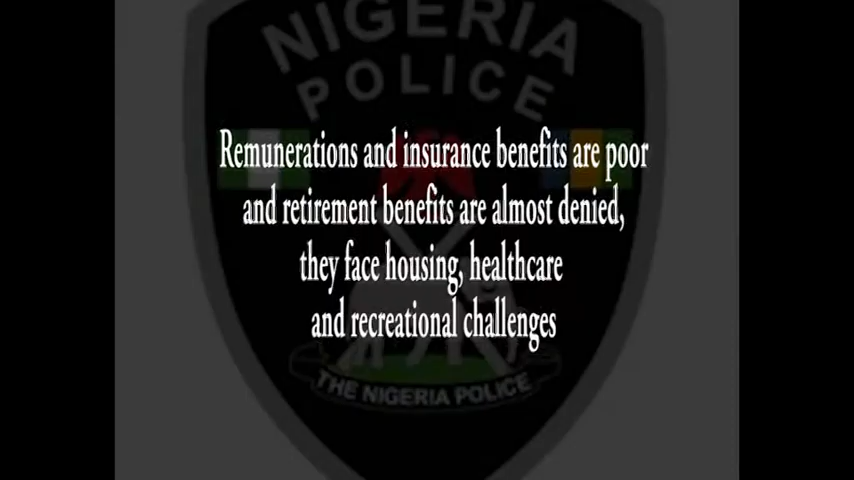 NIGERIA
POLICE
Remunerations and insurance benefits are poor
and retirement benefits are almost denied,
they face housing, healthcare
and recreational challenges
THE NIGERIA POLICE